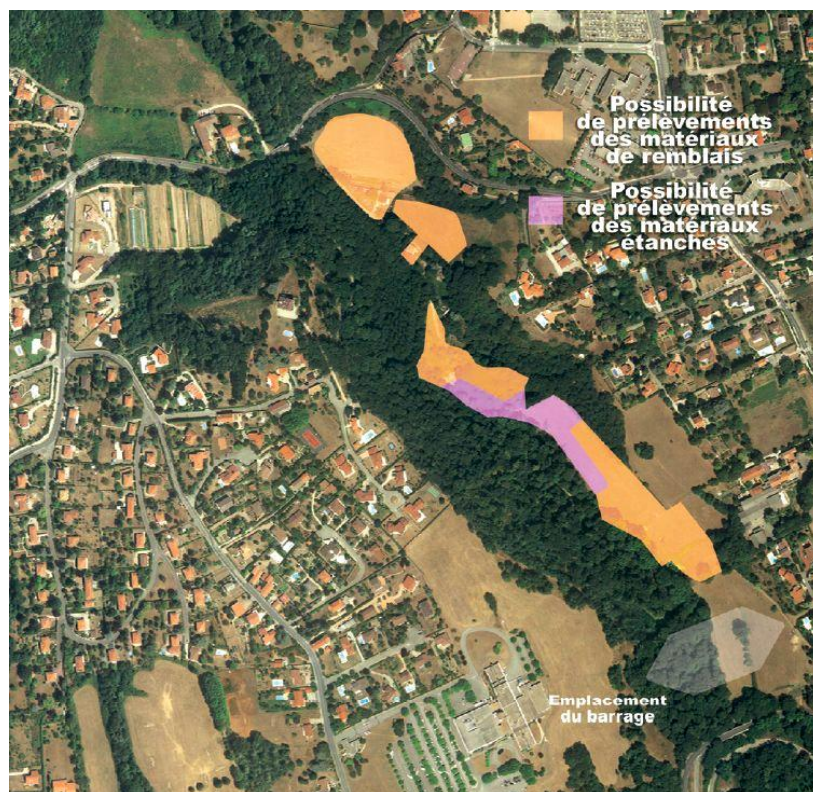 Possibilité
de prélèvements
des matériaux
de remblais
Possibilité
de prélèvements
des matériaux
étanches
Emplacement
du barrage